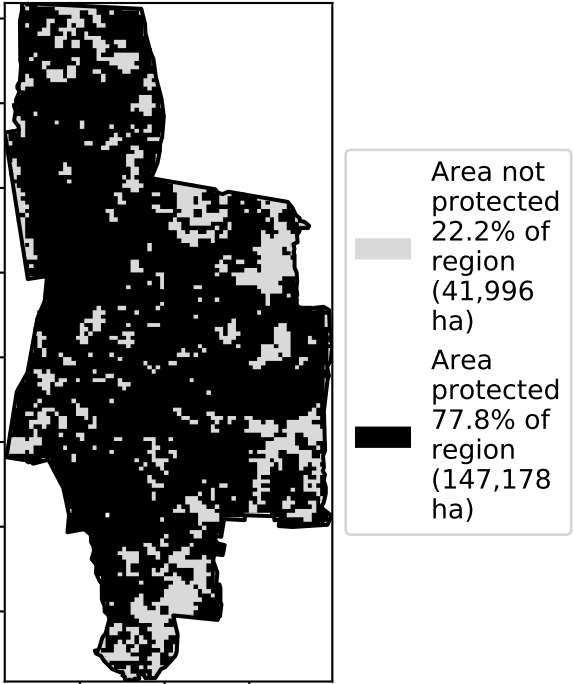 Area not
protected
22.2% of
region
(41,996
ha)
Area
protected
77.8% of
region
(147,178
ha)